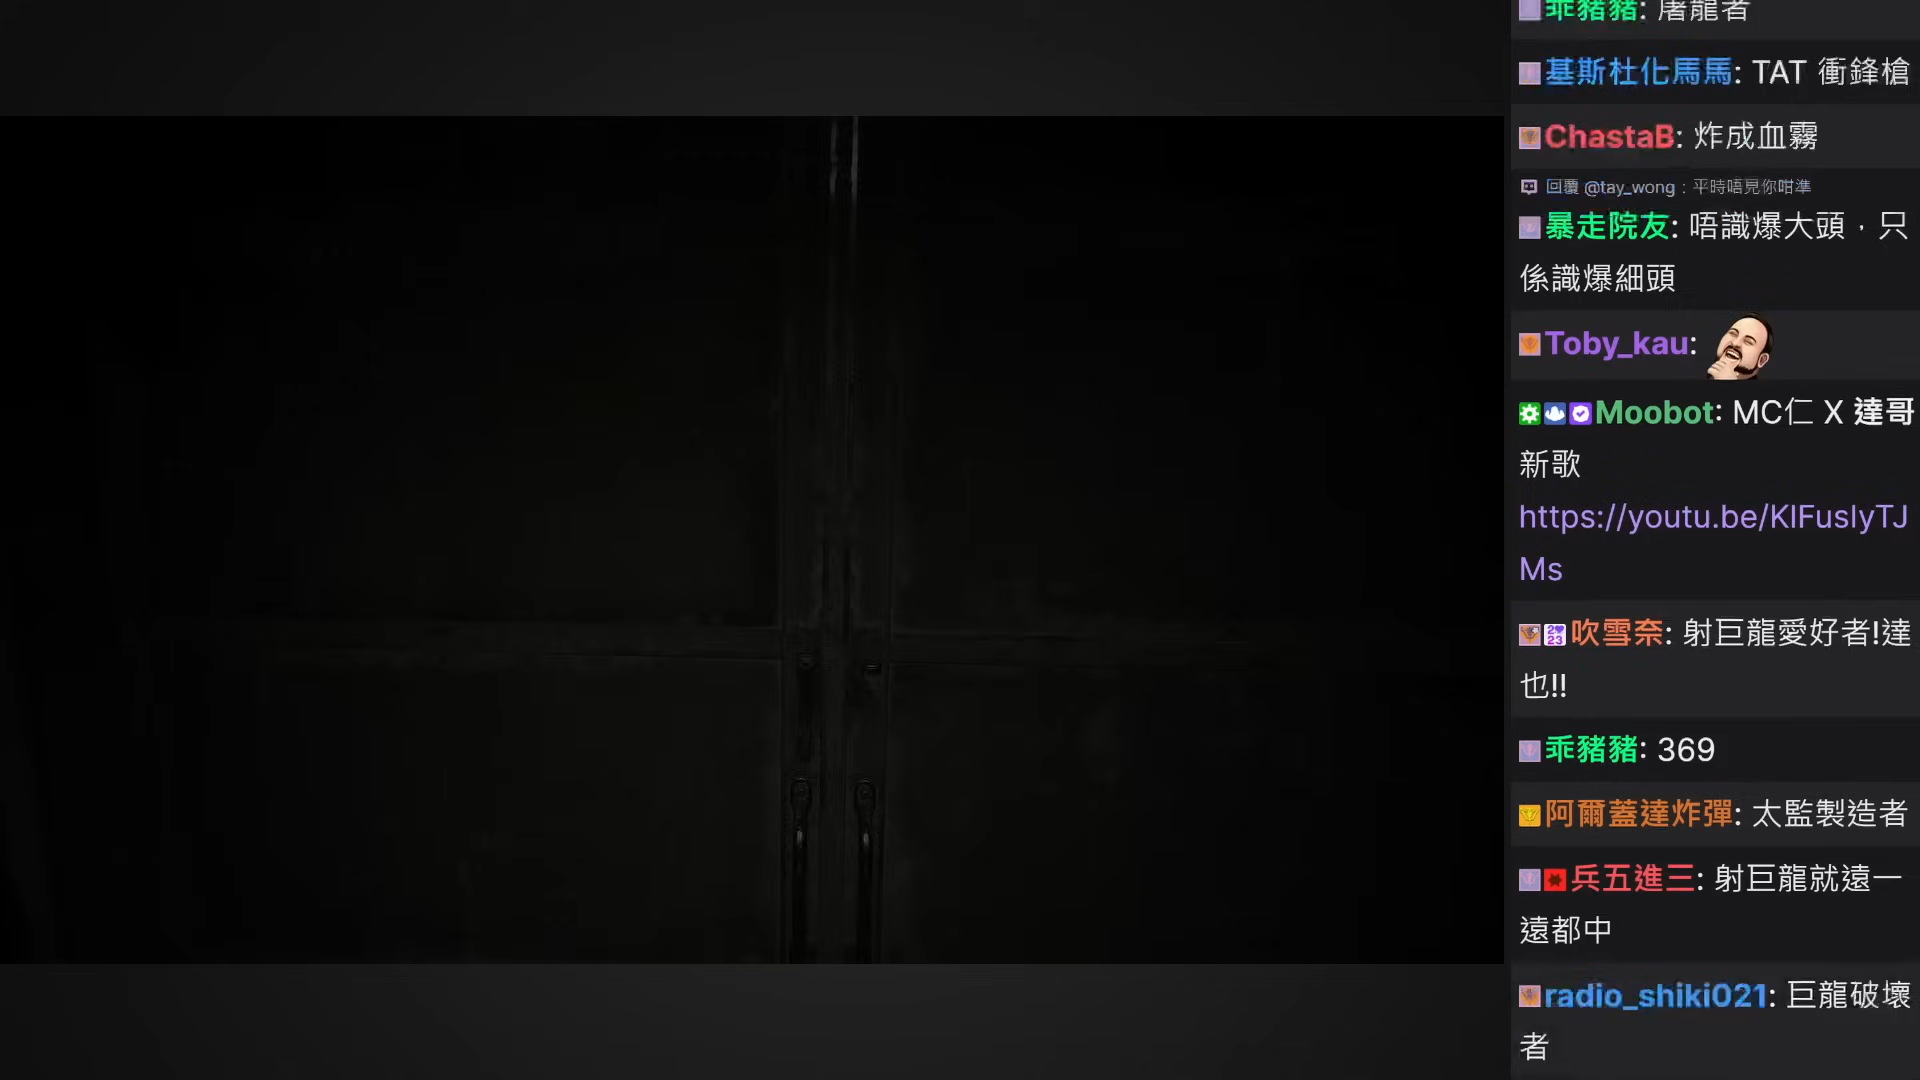 乖豬豬: 屠龍者
基斯杜化馬馬: TAT 衝鋒槍
ChastaB: 炸成血霧
回覆 @tay_wong：平時唔見你咁準
暴走院友: 唔識爆大頭，只
係識爆細頭
Toby_kau:
Moobot: MC仁 X 達哥
新歌
https://youtu.be/KlFuslyTJ
Ms
吹雪奈: 射巨龍愛好者!達
也!!
乖豬豬: 369
阿爾蓋達炸彈: 太監製造者
兵五進三: 射巨龍就遠一
遠都中
radio_shiki021: 巨龍破壞
者